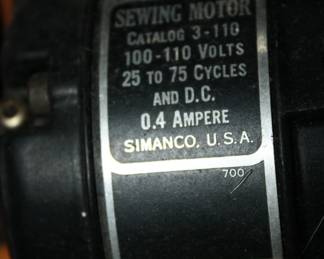 SEWING MOTOR
CATALOG 3-110
100-110 VOLTS
25 TO 75 CYCLES
AND D.C.
0.4 AMPERE
SIMANCO, U.S.A.
700